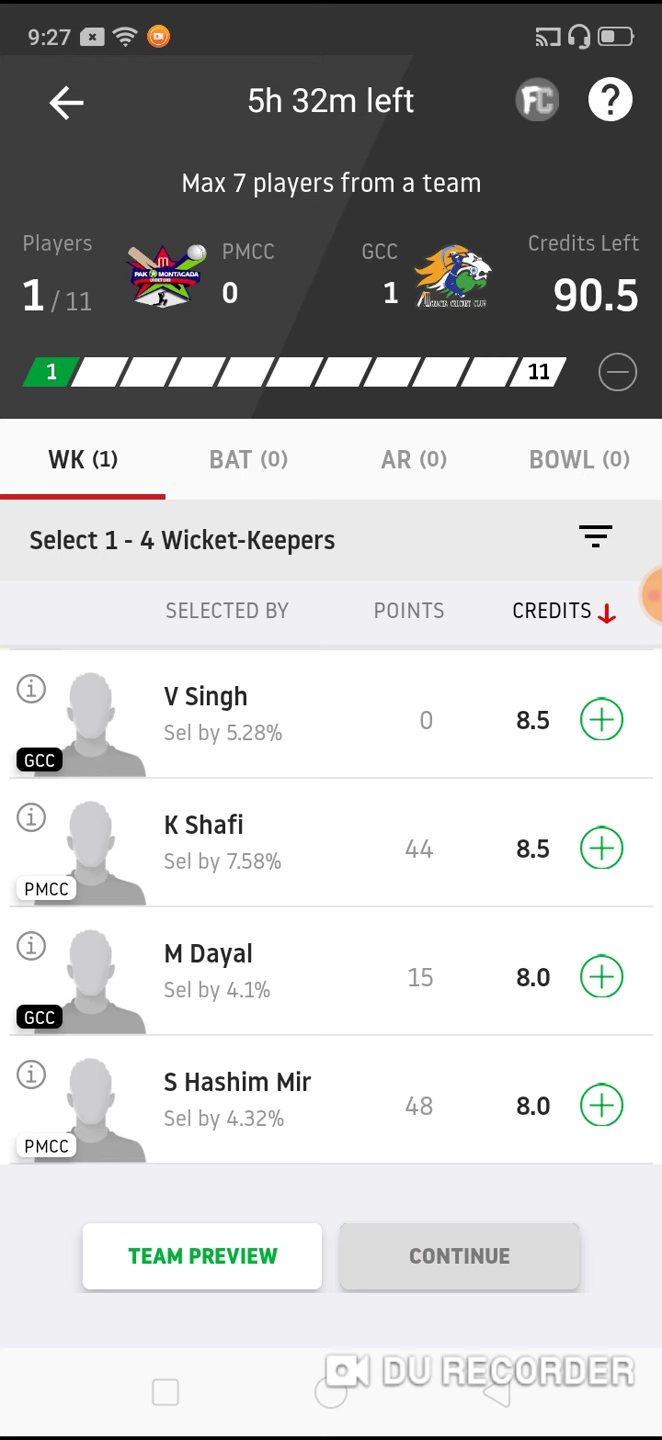 9:27
5h 32m left
FC
?
Max 7 players from a team
Players
PMCC
GCC
Credits Left
1 / 11
PAK MONTAGADA
0
1
90.5
1
11
WK (1)
BAT (0)
AR (0)
BOWL (0)
Select 1 - 4 Wicket-Keepers
SELECTED BY
POINTS
CREDITS
V Singh
Sel by 5.28%
0
8.5
GCC
K Shafi
Sel by 7.58%
44
8.5
PMCC
M Dayal
Sel by 4.1%
15
8.0
GCC
S Hashim Mir
Sel by 4.32%
48
8.0
PMCC
TEAM PREVIEW
CONTINUE
DU RECORDER